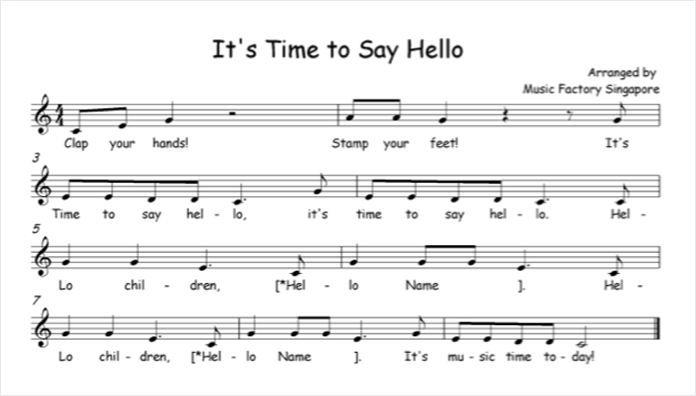 It's Time to Say Hello
Arranged by
Music Factory Singapore
4
4
Clap your hands! Stamp your feet! It's
3
Time to say hel - lo, it's time to say hel - lo. Hel -
5
Lo chil - dren, [*Hel - lo Name ]. Hel -
7
Lo chil - dren, [*Hel - lo Name ]. It's mu - sic time to - day!